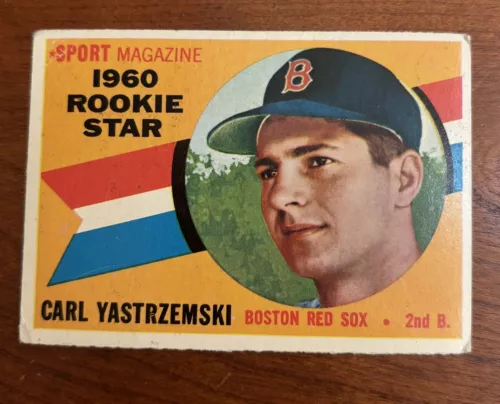 ★SPORT MAGAZINE
1960
ROOKIE
STAR
B
CARL YASTRZEMSKI BOSTON RED SOX • 2nd B.